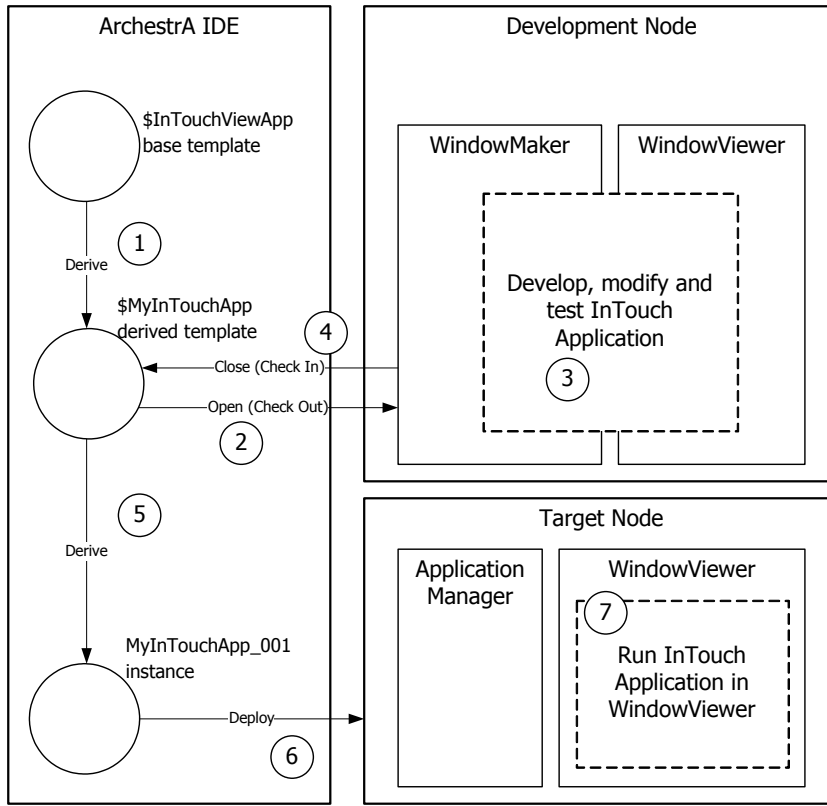 ArchestrA IDE
$InTouchViewApp
base template
1
Derive
$MyInTouchApp
derived template
4
Close (Check In)
Open (Check Out)
2
5
Derive
MyInTouchApp_001
instance
Deploy
6
Development Node
WindowMaker
WindowViewer
Develop, modify and
test InTouch
Application
3
Target Node
Application
Manager
WindowViewer
7
Run InTouch
Application in
WindowViewer